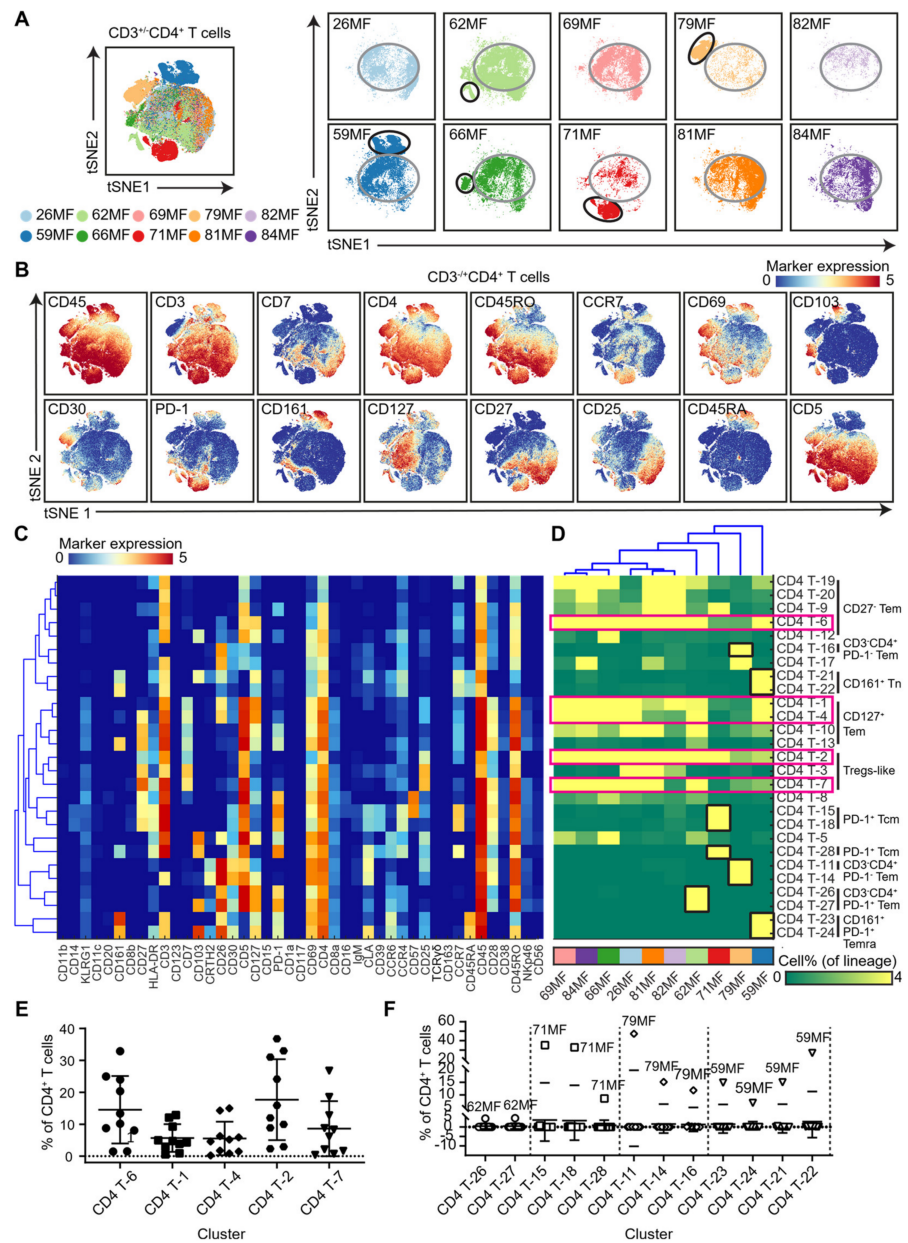 A
CD3+/-CD4+ T cells
tSNE2
tSNE1
26MF 62MF 69MF 79MF 82MF
59MF 66MF 71MF 81MF 84MF
26MF 62MF 69MF 79MF 82MF
59MF 66MF 71MF 81MF 84MF
tSNE2
tSNE1
B
CD3-/+CD4+ T cells
Marker expression
0 5
CD45 CD3 CD7 CD4 CD45RO CCR7 CD69 CD103
CD30 PD-1 CD161 CD127 CD27 CD25 CD45RA CD5
tSNE 2
tSNE 1
C
Marker expression
0 5
CD11b
CD14
KLRG1
CD11c
CD20
CD161
CD27
HLA-DR
CD3
CD123
CD7
CD103
CRTH2
CD26
CD30
CD5
CD127
CD15
PD-1
CD1a
CD117
CD69
CD4
CD8a
CD16
IgM
CLA
CD39
CCR6
CCR4
CD57
CD25
TCRγδ
CD163
CCR7
CD45RA
CD45
CD28
CD38
CD45RO
NKp46
CD56
D
CD4 T-19
CD4 T-20
CD4 T-9
CD4 T-6
CD4 T-12
CD4 T-16
CD4 T-17
CD4 T-21
CD4 T-22
CD4 T-1
CD4 T-4
CD4 T-10
CD4 T-13
CD4 T-2
CD4 T-3
CD4 T-7
CD4 T-8
CD4 T-15
CD4 T-18
CD4 T-5
CD4 T-28
CD4 T-11
CD4 T-14
CD4 T-26
CD4 T-27
CD4 T-23
CD4 T-24
CD27- Tem
CD3-CD4+
PD-1- Tem
CD161+ Tn
CD127+
Tem
Tregs-like
PD-1+ Tcm
PD-1+ Tcm
CD3-CD4+
PD-1- Tem
CD3-CD4+
PD-1+ Tem
CD161+
PD-1+
Temra
69MF
84MF
66MF
26MF
81MF
82MF
62MF
71MF
79MF
59MF
Cell% (of lineage)
0 4
E
% of CD4+ T cells
40
30
20
10
0
CD4 T-6
CD4 T-1
CD4 T-4
CD4 T-2
CD4 T-7
Cluster
F
% of CD4+ T cells
60
50
40
30
20
15
10
5
0
-10
62MF 62MF 71MF 71MF 71MF 79MF 79MF 79MF 59MF 59MF 59MF 59MF
CD4 T-26
CD4 T-27
CD4 T-15
CD4 T-18
CD4 T-28
CD4 T-11
CD4 T-14
CD4 T-16
CD4 T-23
CD4 T-24
CD4 T-21
CD4 T-22
Cluster